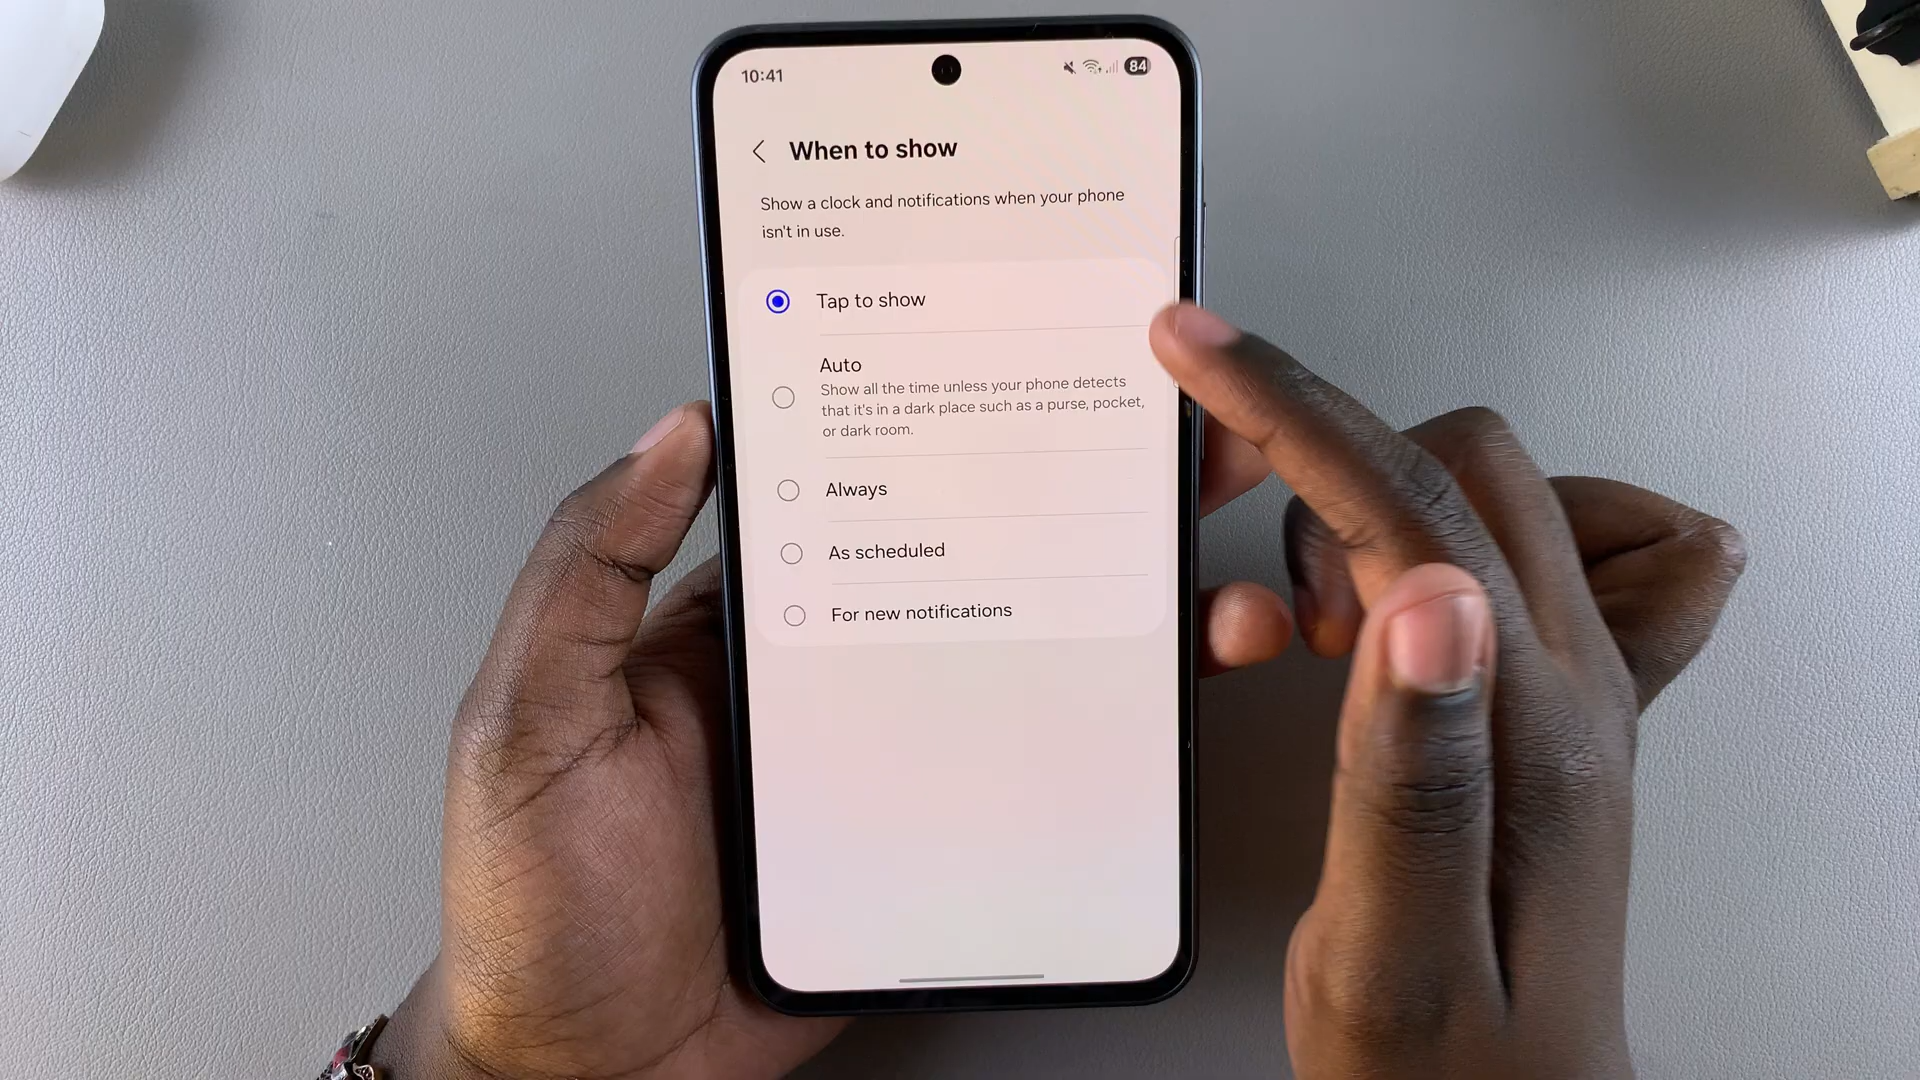 10:41
84
When to show
Show a clock and notifications when your phone
isn't in use.
Tap to show
Auto
Show all the time unless your phone detects
that it's in a dark place such as a purse, pocket,
or dark room.
Always
As scheduled
For new notifications